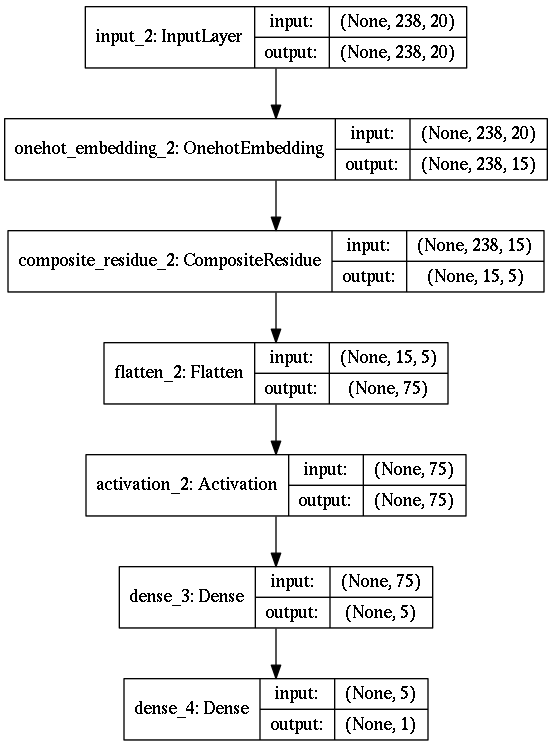 input_2: InputLayer
input: (None, 238, 20)
output: (None, 238, 20)
onehot_embedding_2: OnehotEmbedding
input: (None, 238, 20)
output: (None, 238, 15)
composite_residue_2: CompositeResidue
input: (None, 238, 15)
output: (None, 15, 5)
flatten_2: Flatten
input: (None, 15, 5)
output: (None, 75)
activation_2: Activation
input: (None, 75)
output: (None, 75)
dense_3: Dense
input: (None, 75)
output: (None, 5)
dense_4: Dense
input: (None, 5)
output: (None, 1)